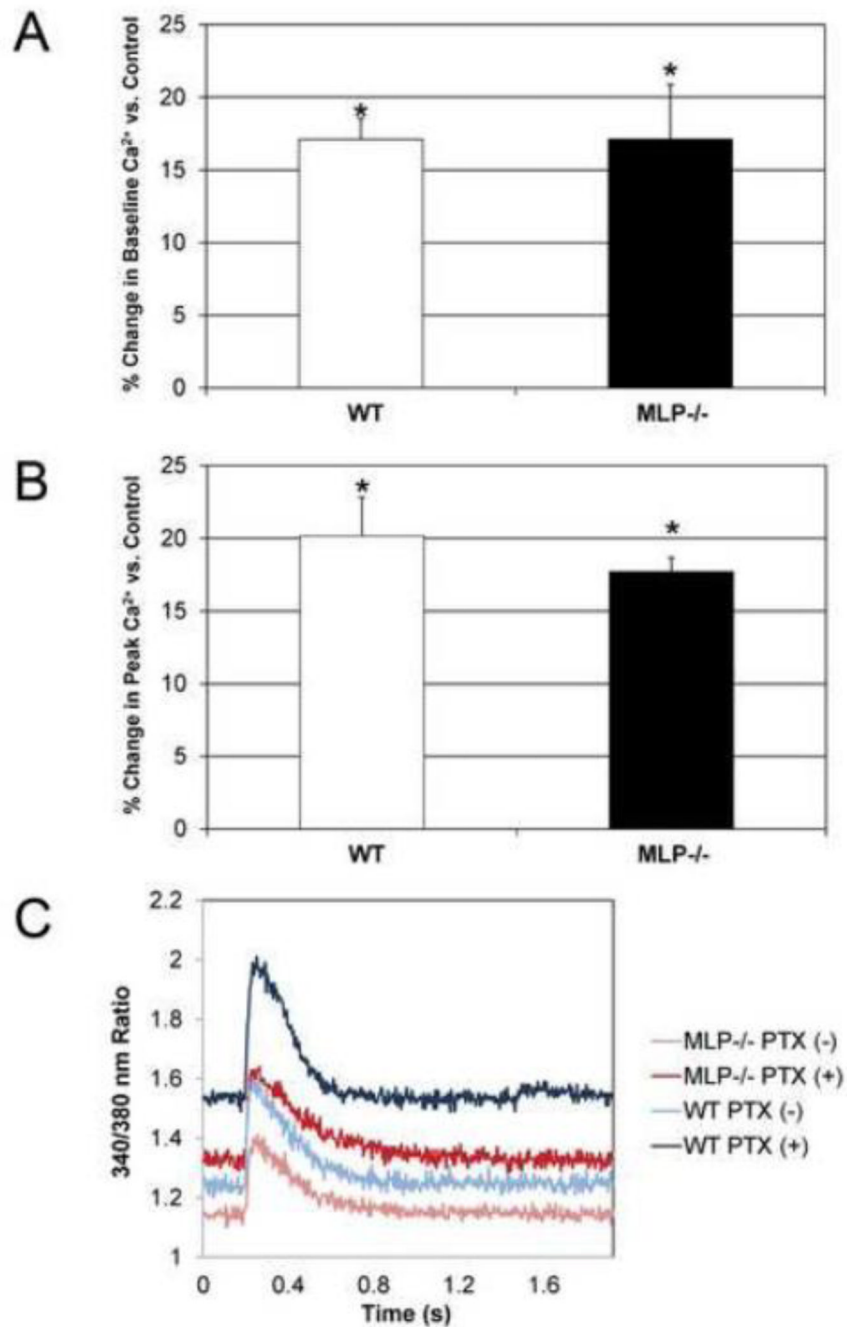 A
% Change in Baseline Ca²⁺ vs. Control
25
20
15
10
5
0
*
*
WT
MLP-/-
B
% Change in Peak Ca²⁺ vs. Control
25
20
15
10
5
0
*
*
WT
MLP-/-
C
340/380 nm Ratio
2.2
2
1.8
1.6
1.4
1.2
1
0
0.4
0.8
1.2
1.6
Time (s)
MLP-/- PTX (-)
MLP-/- PTX (+)
WT PTX (-)
WT PTX (+)